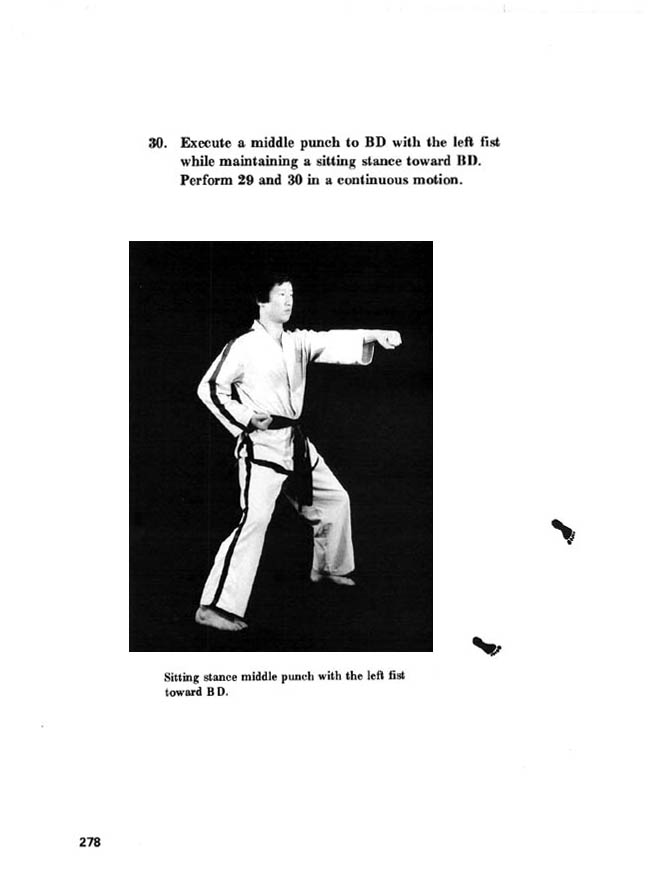 30. Execute a middle punch to BD with the left fist
while maintaining a sitting stance toward BD.
Perform 29 and 30 in a continuous motion.
Sitting stance middle punch with the left fist
toward BD.
278